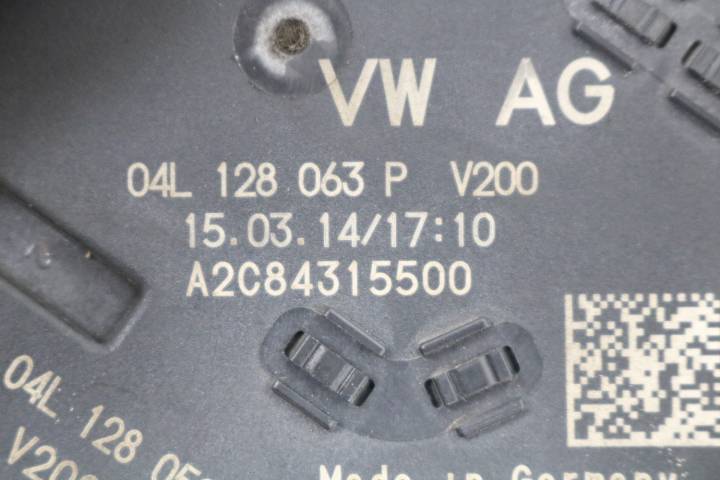 VW AG
04L 128 063 P V200
15.03.14/17:10
A2C84315500
04L 128
Made in Germany